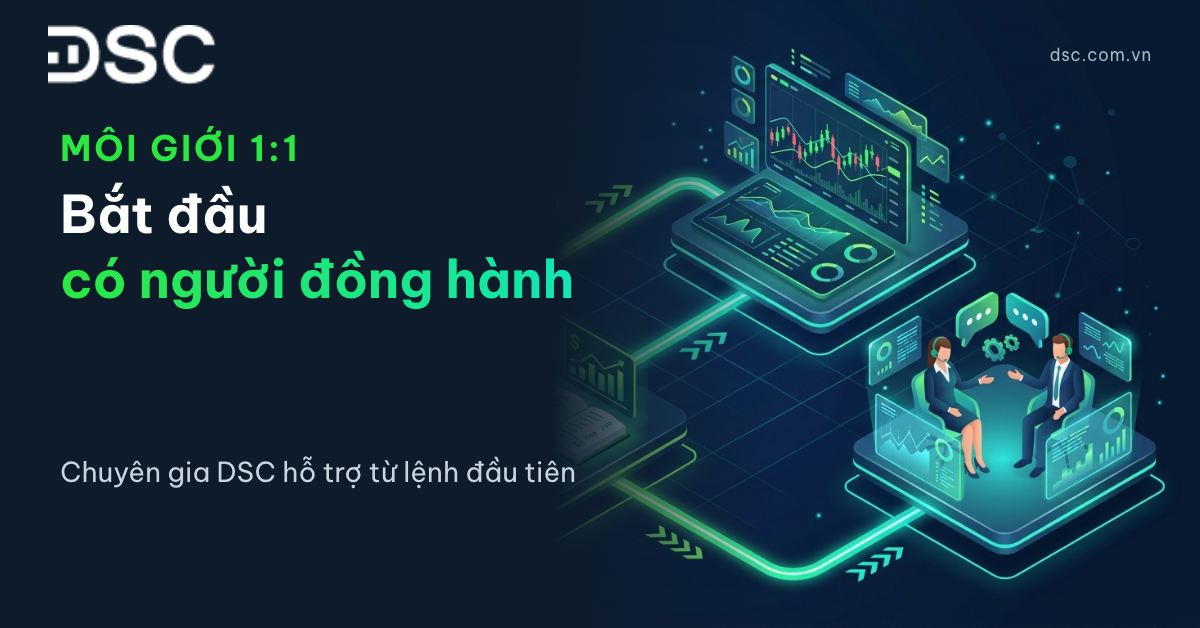 DSC
dsc.com.vn
MÔI GIỚI 1:1
Bắt đầu
có người đồng hành
Chuyên gia DSC hỗ trợ từ lệnh đầu tiên
$